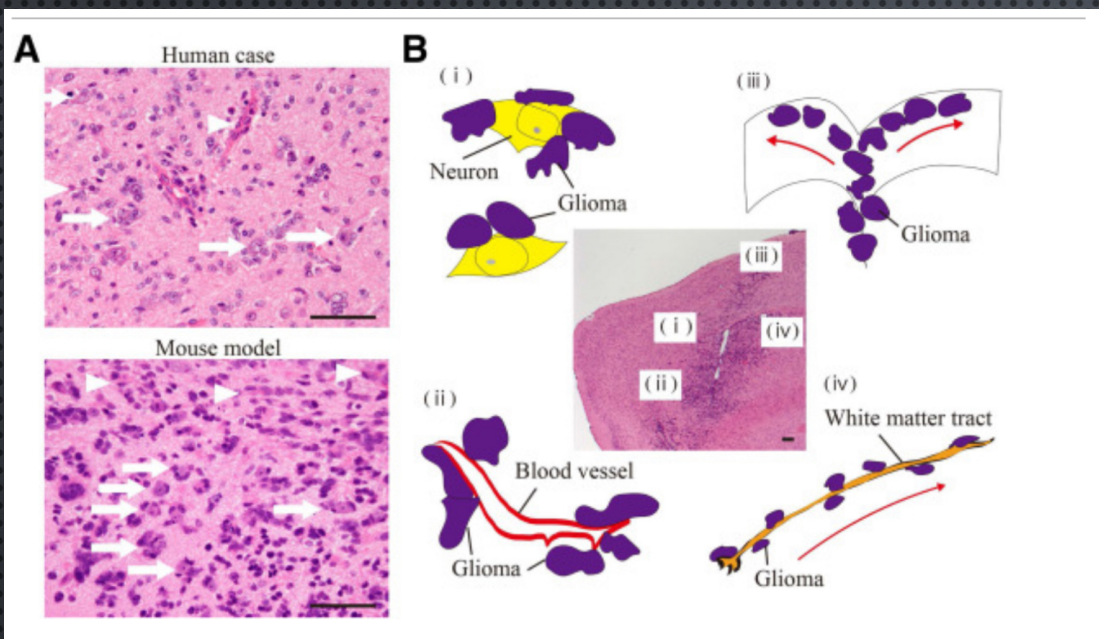 A
Human case
Mouse model
B
(i)
Neuron
Glioma
(iii)
Glioma
(iii)
(i)
(iv)
(ii)
(ii)
Blood vessel
Glioma
(iv)
White matter tract
Glioma